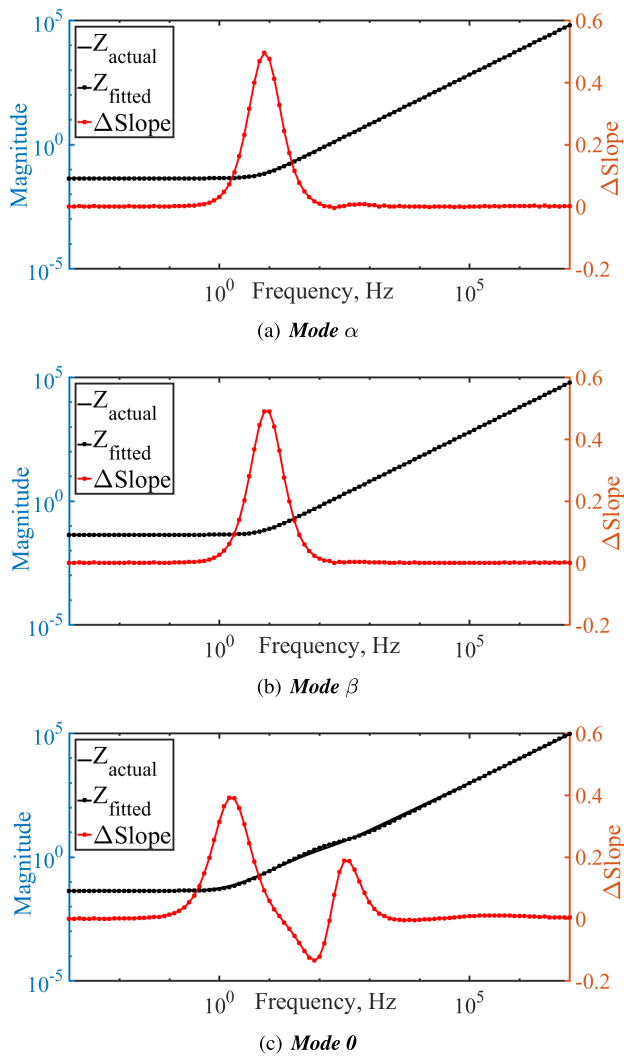 10^5
10^0
10^-5
Magnitude
Z_actual
Z_fitted
ΔSlope
0.6
0.4
0.2
0
-0.2
ΔSlope
10^0 Frequency, Hz 10^5
(a) Mode α
10^5
10^0
10^-5
Magnitude
Z_actual
Z_fitted
ΔSlope
0.6
0.4
0.2
0
-0.2
ΔSlope
10^0 Frequency, Hz 10^5
(b) Mode β
10^5
10^0
10^-5
Magnitude
Z_actual
Z_fitted
ΔSlope
0.6
0.4
0.2
0
-0.2
ΔSlope
10^0 Frequency, Hz 10^5
(c) Mode 0